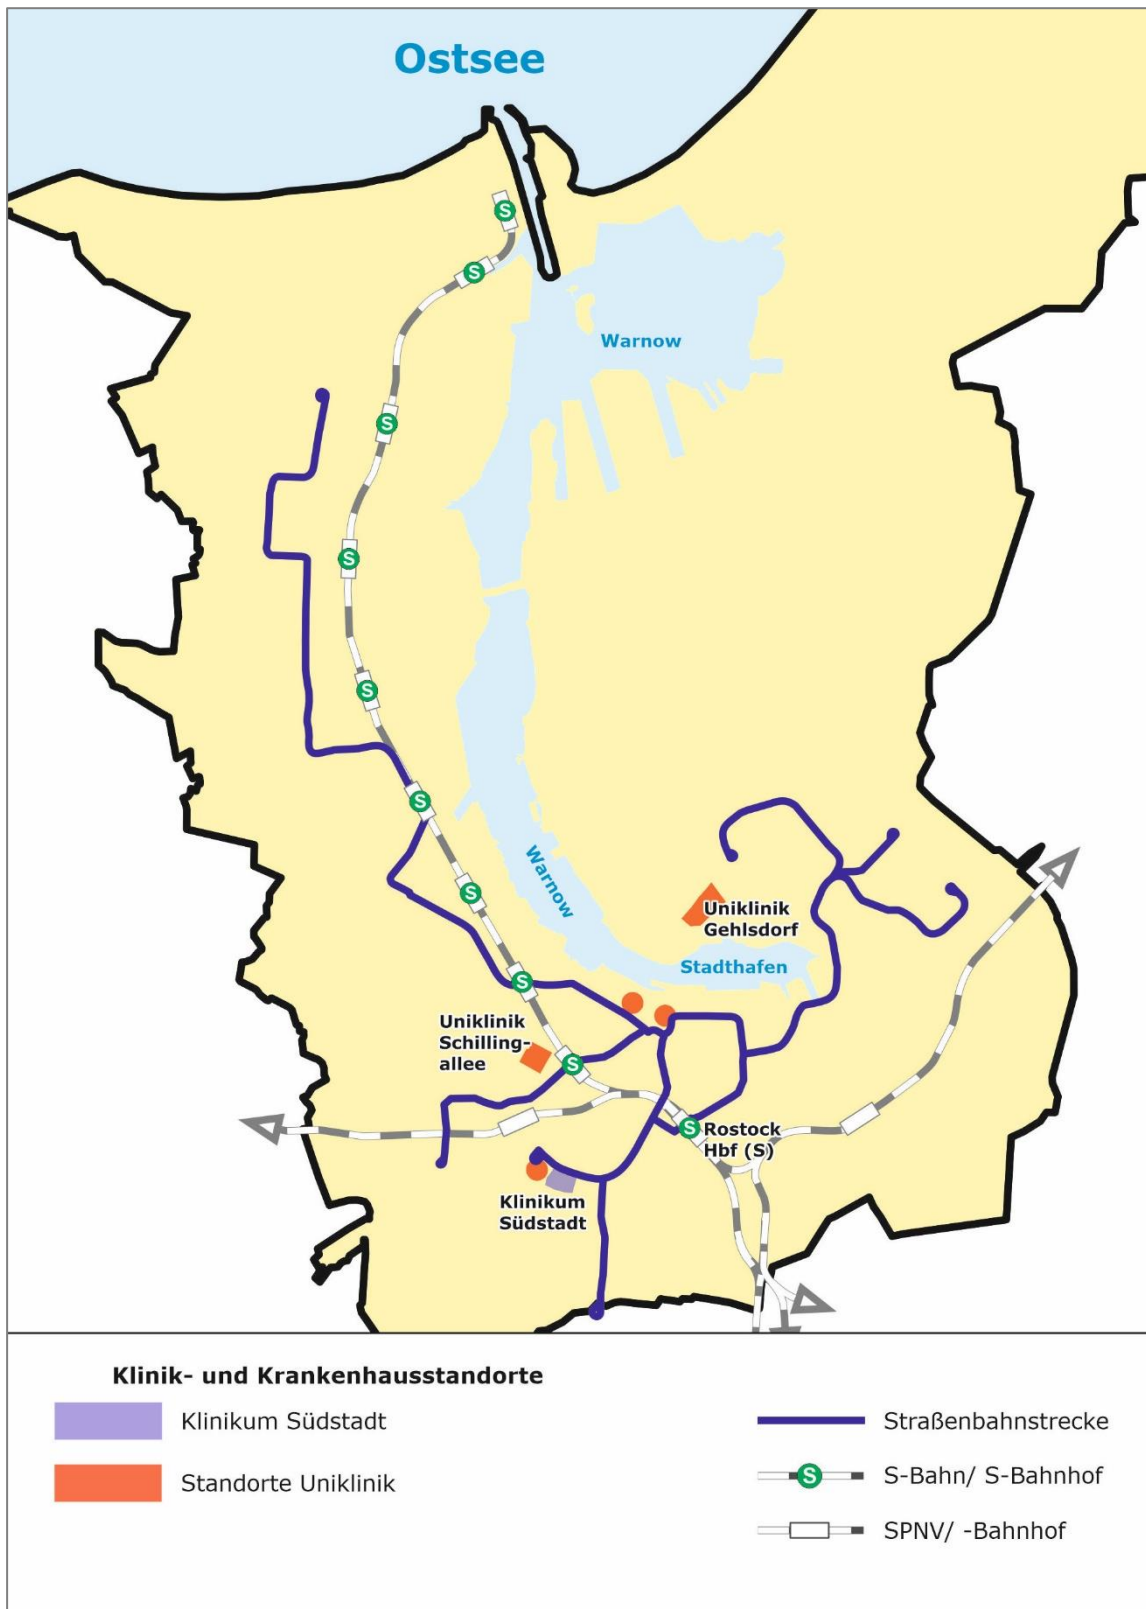 Ostsee
S
S
Warnow
S
S
S
S
Warnow
S
Uniklinik
Gehlsdorf
Stadthafen
S
Uniklinik
Schilling-
allee
S
S
Rostock
Hbf (S)
Klinikum
Südstadt
Klinik- und Krankenhausstandorte
Klinikum Südstadt
Standorte Uniklinik
Straßenbahnstrecke
S
S-Bahn/ S-Bahnhof
SPNV/ -Bahnhof